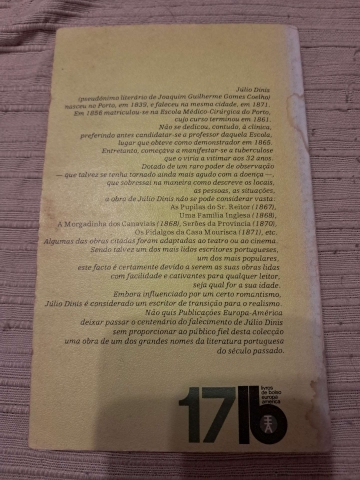 Júlio Dinis
(pseudónimo literário de Joaquim Guilherme Gomes Coelho)
nasceu no Porto, em 1839, e faleceu na mesma cidade, em 1871.
Em 1856 matriculou-se na Escola Médico-Cirúrgica do Porto,
cujo curso terminou em 1861.
Não se dedicou, contudo, à clínica,
preferindo antes candidatar-se a professor daquela Escola,
lugar que obteve como demonstrador em 1865.
Entretanto, começava a manifestar-se a tuberculose
que o viria a vitimar aos 32 anos.
Dotado de um raro poder de observação
— que talvez se tenha tornado ainda mais agudo com a doença —,
que sobressai na maneira como descreve os locais,
as pessoas, as situações,
a obra de Júlio Dinis não pode ser considerada vasta:
As Pupilas do Sr. Reitor (1867),
Uma Família Inglesa (1868),
A Morgadinha dos Canaviais (1868), Serões da Província (1870),
Os Fidalgos da Casa Mourisca (1871), etc.
Algumas das obras citadas foram adaptadas ao teatro ou ao cinema.
Sendo talvez um dos mais lidos escritores portugueses,
um dos mais populares,
este facto é certamente devido a serem as suas obras lidas
com facilidade e cativantes para qualquer leitor,
seja qual for a sua idade.
Embora influenciado por um certo romantismo,
Júlio Dinis é considerado um escritor de transição para o realismo.
Não quis Publicações Europa-América
deixar passar o centenário do falecimento de Júlio Dinis
sem proporcionar ao público fiel desta colecção
uma obra de um dos grandes nomes da literatura portuguesa
do século passado.
17 lb
livros
de bolso
europa
américa